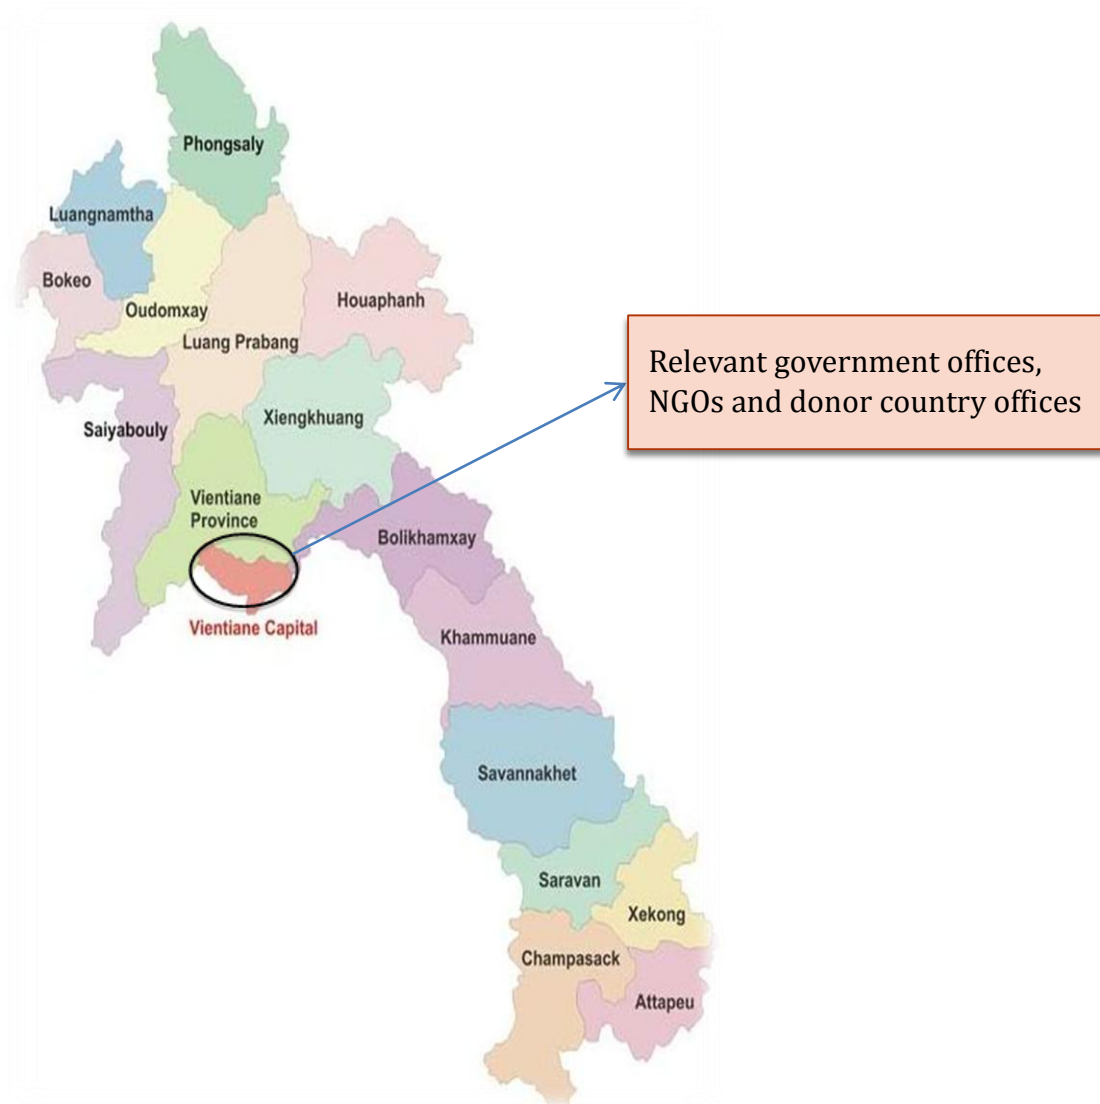 Phongsaly
Luangnamtha
Bokeo
Oudomxay
Houaphanh
Luang Prabang
Relevant government offices,
NGOs and donor country offices
Xiengkhuang
Saiyabouly
Vientiane
Province
Bolikhamxay
Vientiane Capital
Khammuane
Savannakhet
Saravan
Xekong
Champasack
Attapeu